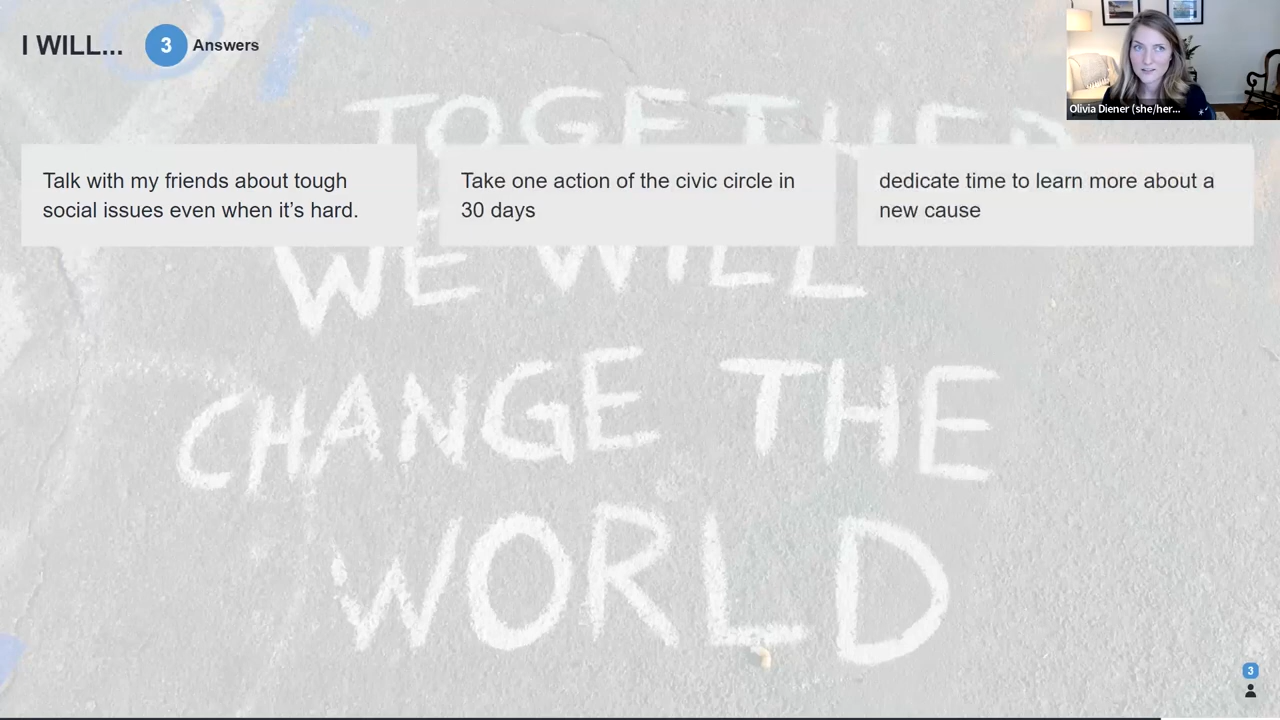 I WILL...
3 Answers
Olivia Diener (she/her...
TOGETHER
Talk with my friends about tough
social issues even when it’s hard.
Take one action of the civic circle in
30 days
dedicate time to learn more about a
new cause
WE WILL
CHANGE THE
WORLD
3